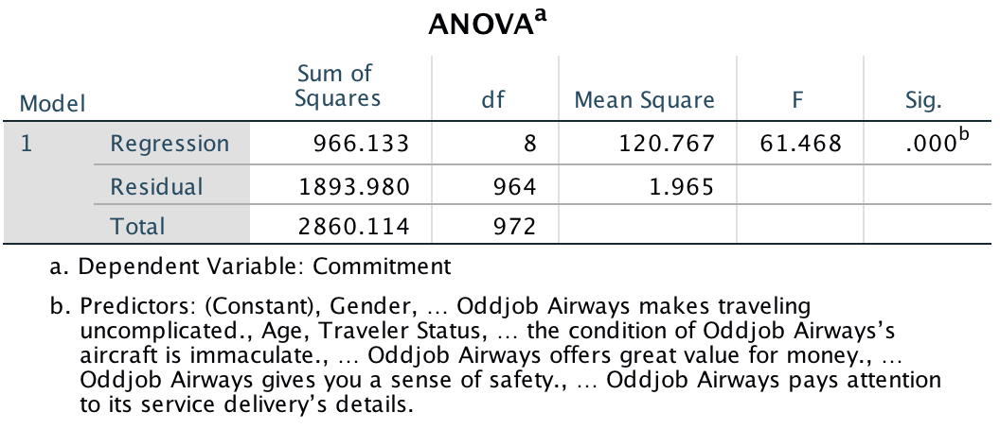 ANOVAa
Model Sum of Squares df Mean Square F Sig.
1 Regression 966.133 8 120.767 61.468 .000b
Residual 1893.980 964 1.965
Total 2860.114 972
a. Dependent Variable: Commitment
b. Predictors: (Constant), Gender, … Oddjob Airways makes traveling
uncomplicated., Age, Traveler Status, … the condition of Oddjob Airways’s
aircraft is immaculate., … Oddjob Airways offers great value for money., …
Oddjob Airways gives you a sense of safety., … Oddjob Airways pays attention
to its service delivery’s details.